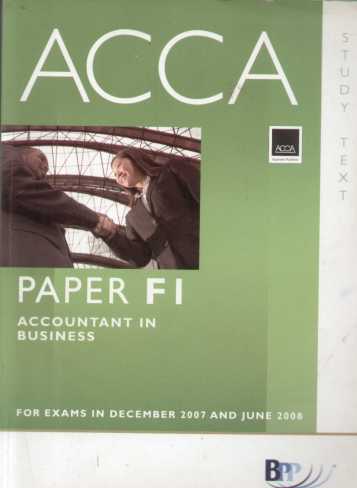 ACCA
STUDY TEXT
ACCA
PAPER F1
ACCOUNTANT IN
BUSINESS
FOR EXAMS IN DECEMBER 2007 AND JUNE 2008
BPP